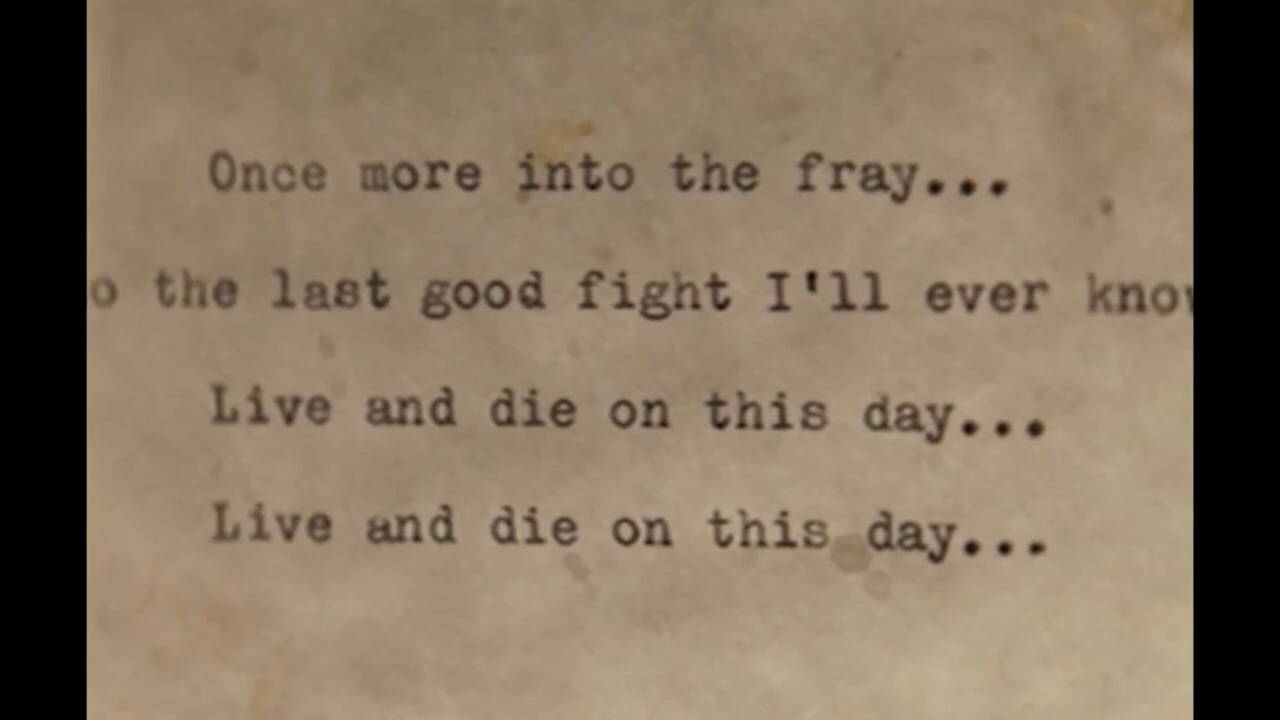 Once more into the fray...
o the last good fight I'll ever kno
Live and die on this day...
Live and die on this day...